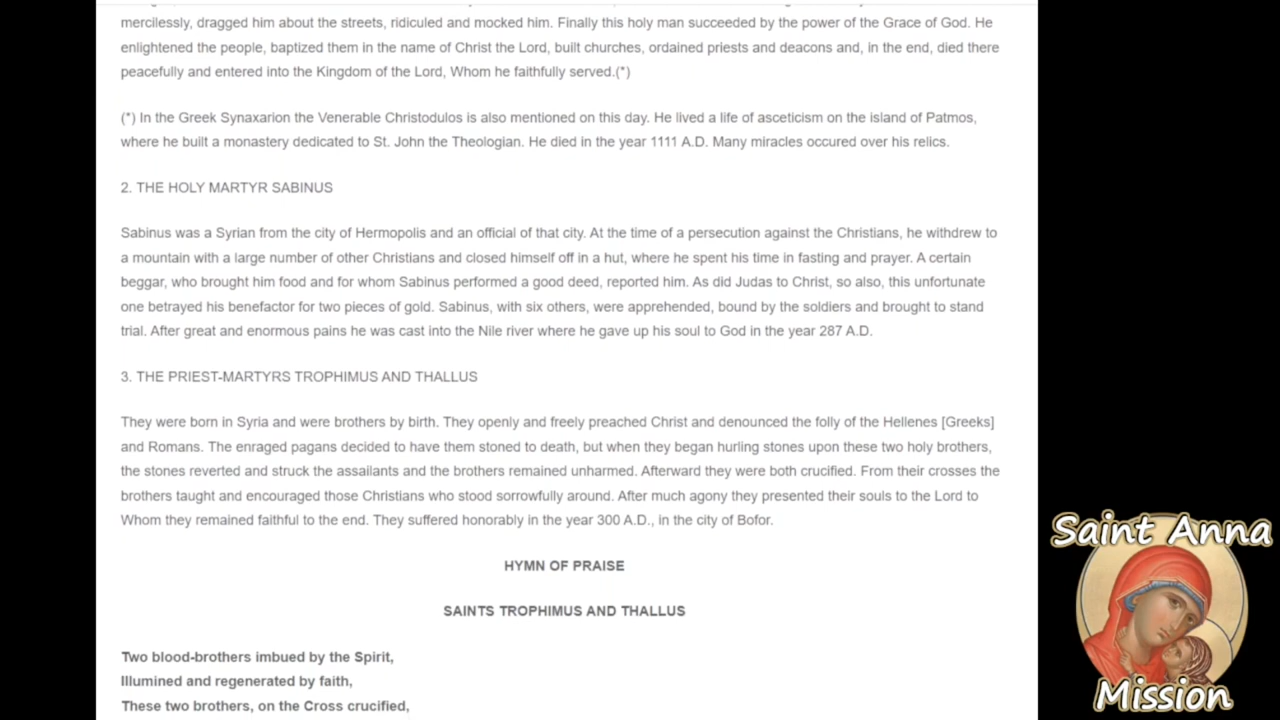 mercilessly, dragged him about the streets, ridiculed and mocked him. Finally this holy man succeeded by the power of the Grace of God. He
enlightened the people, baptized them in the name of Christ the Lord, built churches, ordained priests and deacons and, in the end, died there
peacefully and entered into the Kingdom of the Lord, Whom he faithfully served.(*)
(*) In the Greek Synaxarion the Venerable Christodulos is also mentioned on this day. He lived a life of asceticism on the island of Patmos,
where he built a monastery dedicated to St. John the Theologian. He died in the year 1111 A.D. Many miracles occured over his relics.
2. THE HOLY MARTYR SABINUS
Sabinus was a Syrian from the city of Hermopolis and an official of that city. At the time of a persecution against the Christians, he withdrew to
a mountain with a large number of other Christians and closed himself off in a hut, where he spent his time in fasting and prayer. A certain
beggar, who brought him food and for whom Sabinus performed a good deed, reported him. As did Judas to Christ, so also, this unfortunate
one betrayed his benefactor for two pieces of gold. Sabinus, with six others, were apprehended, bound by the soldiers and brought to stand
trial. After great and enormous pains he was cast into the Nile river where he gave up his soul to God in the year 287 A.D.
3. THE PRIEST-MARTYRS TROPHIMUS AND THALLUS
They were born in Syria and were brothers by birth. They openly and freely preached Christ and denounced the folly of the Hellenes [Greeks]
and Romans. The enraged pagans decided to have them stoned to death, but when they began hurling stones upon these two holy brothers,
the stones reverted and struck the assailants and the brothers remained unharmed. Afterward they were both crucified. From their crosses the
brothers taught and encouraged those Christians who stood sorrowfully around. After much agony they presented their souls to the Lord to
Whom they remained faithful to the end. They suffered honorably in the year 300 A.D., in the city of Bofor.
HYMN OF PRAISE
SAINTS TROPHIMUS AND THALLUS
Two blood-brothers imbued by the Spirit,
Illumined and regenerated by faith,
These two brothers, on the Cross crucified,
Saint Anna
Mission